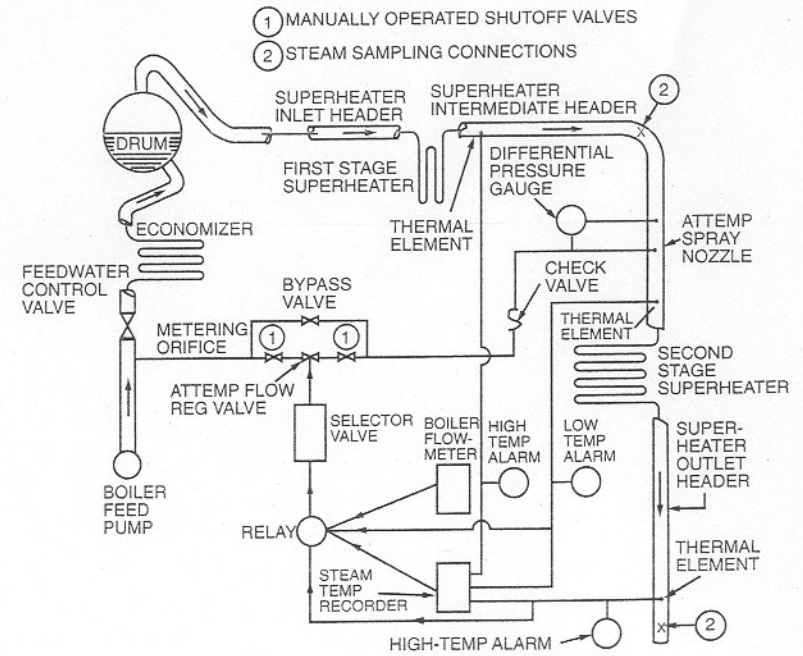 1 MANUALLY OPERATED SHUTOFF VALVES
2 STEAM SAMPLING CONNECTIONS
SUPERHEATER
INLET HEADER
SUPERHEATER
INTERMEDIATE HEADER
2
DRUM
FIRST STAGE
SUPERHEATER
DIFFERENTIAL
PRESSURE
GAUGE
THERMAL
ELEMENT
ATTEMP
SPRAY
NOZZLE
ECONOMIZER
FEEDWATER
CONTROL
VALVE
BYPASS
VALVE
CHECK
VALVE
METERING
ORIFICE
1
1
THERMAL
ELEMENT
SECOND
STAGE
SUPERHEATER
ATTEMP FLOW
REG VALVE
SELECTOR
VALVE
BOILER
FLOW-
METER
HIGH
TEMP
ALARM
LOW
TEMP
ALARM
SUPER-
HEATER
OUTLET
HEADER
BOILER
FEED
PUMP
RELAY
STEAM
TEMP
RECORDER
THERMAL
ELEMENT
X
2
X
2
HIGH-TEMP ALARM